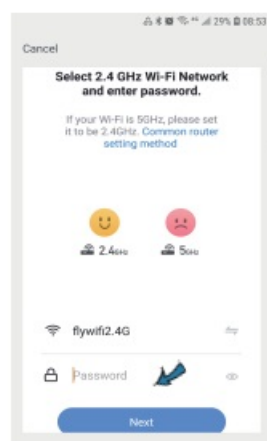 29% 08:53
Cancel
Select 2.4 GHz Wi-Fi Network
and enter password.
If your Wi-Fi is 5GHz, please set
it to be 2.4GHz. Common router
setting method
2.4GHz 5GHz
flywifi2.4G
Password
Next